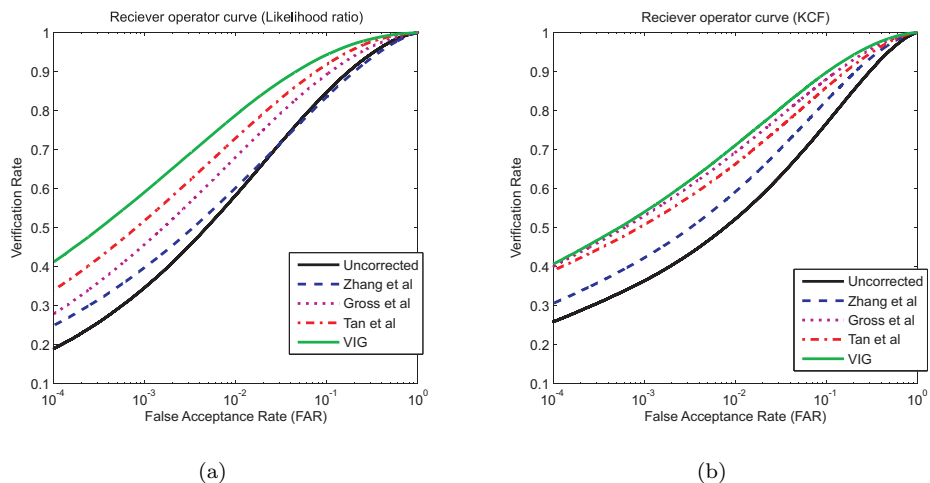 Reciever operator curve (Likelihood ratio)
1
0.9
0.8
0.7
0.6
0.5
0.4
0.3
0.2
0.1
Verification Rate
10^-4
10^-3
10^-2
10^-1
10^0
False Acceptance Rate (FAR)
Uncorrected
Zhang et al
Gross et al
Tan et al
VIG
(a)
Reciever operator curve (KCF)
1
0.9
0.8
0.7
0.6
0.5
0.4
0.3
0.2
0.1
Verification Rate
10^-4
10^-3
10^-2
10^-1
10^0
False Acceptance Rate (FAR)
Uncorrected
Zhang et al
Gross et al
Tan et al
VIG
(b)